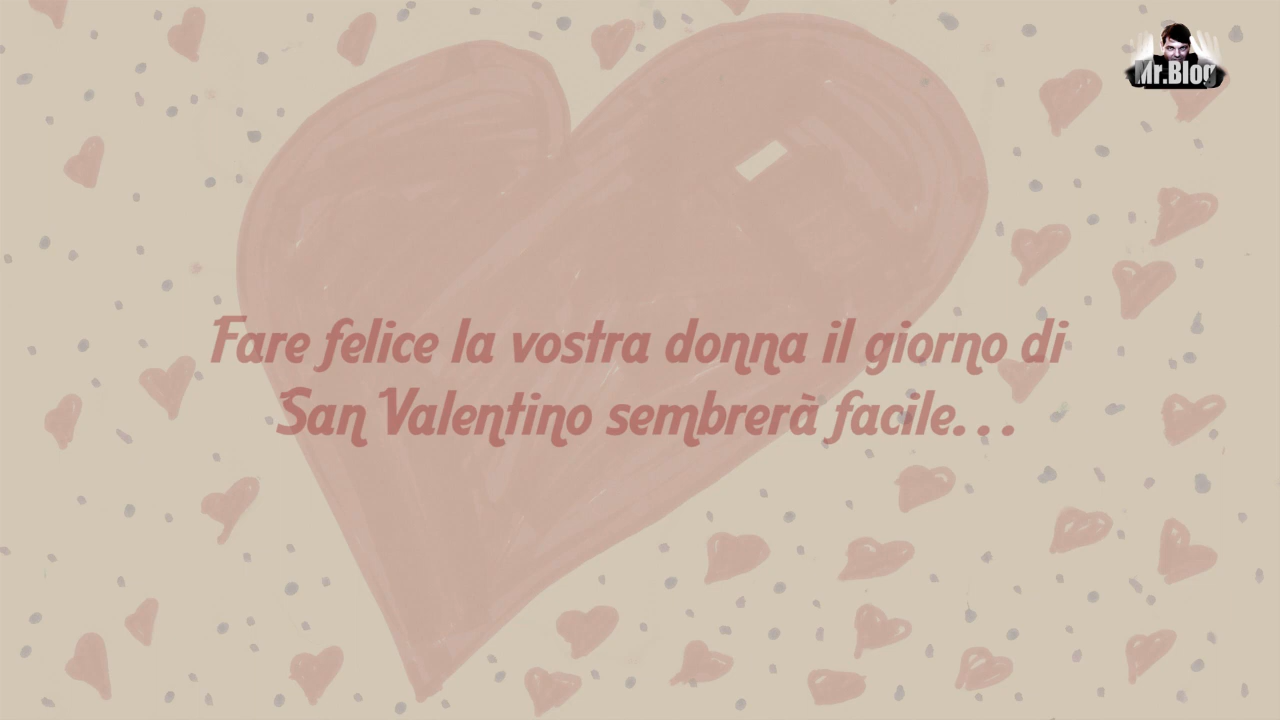 Mr.Blog
Fare felice la vostra donna il giorno di
San Valentino sembrerà facile...